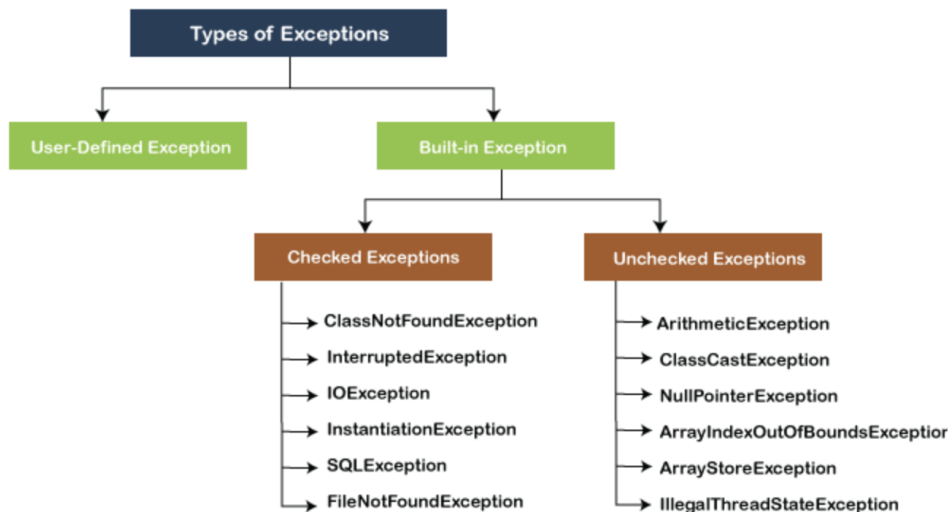 Types of Exceptions
User-Defined Exception
Built-in Exception
Checked Exceptions
Unchecked Exceptions
ClassNotFoundException
InterruptedException
IOException
InstantiationException
SQLException
FileNotFoundException
ArithmeticException
ClassCastException
NullPointerException
ArrayIndexOutOfBoundsException
ArrayStoreException
IllegalThreadStateException